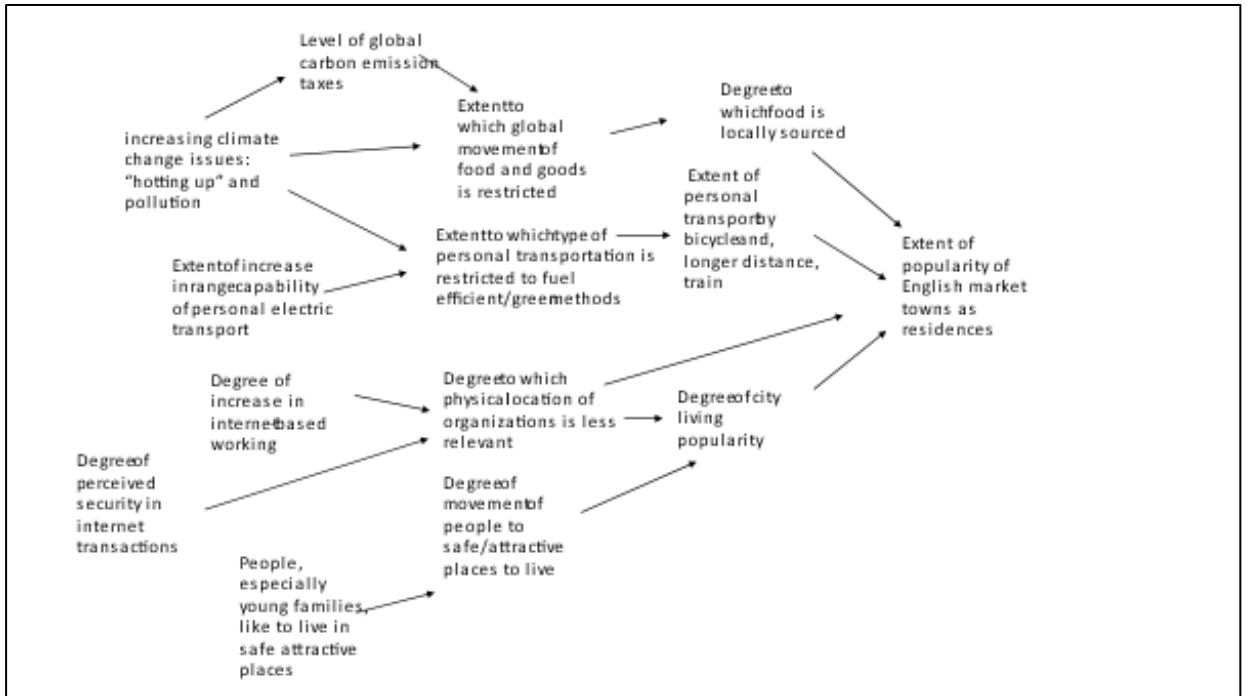 Level of global
carbon emission
taxes
increasing climate
change issues:
"hotting up" and
pollution
Extentto
which global
movementof
food and goods
is restricted
Degreeto
whichfood is
locally sourced
Extentofincrease
inrangecapability
ofpersonal electric
transport
Extentto whichtype of
personal transportation is
restricted to fuel
efficient/greenmethods
Extent of
personal
transportby
bicycleand,
longer distance,
train
Extent of
popularity of
English market
towns as
residences
Degree of
increase in
internetbased
working
Degreeto which
physicalocation of
organizations is less
relevant
Degreeofcity
living
popularity
Degreeof
perceived
security in
internet
transactions
Degreeof
movementof
people to
safe/attractive
places to live
People,
especially
young families,
like to live in
safe attractive
places